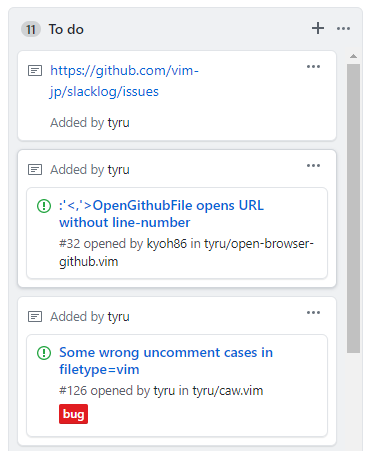 11 To do
https://github.com/vim-
jp/slacklog/issues
Added by tyru
Added by tyru
:'<,'>OpenGithubFile opens URL
without line-number
#32 opened by kyoh86 in tyru/open-browser-
github.vim
Added by tyru
Some wrong uncomment cases in
filetype=vim
#126 opened by tyru in tyru/caw.vim
bug